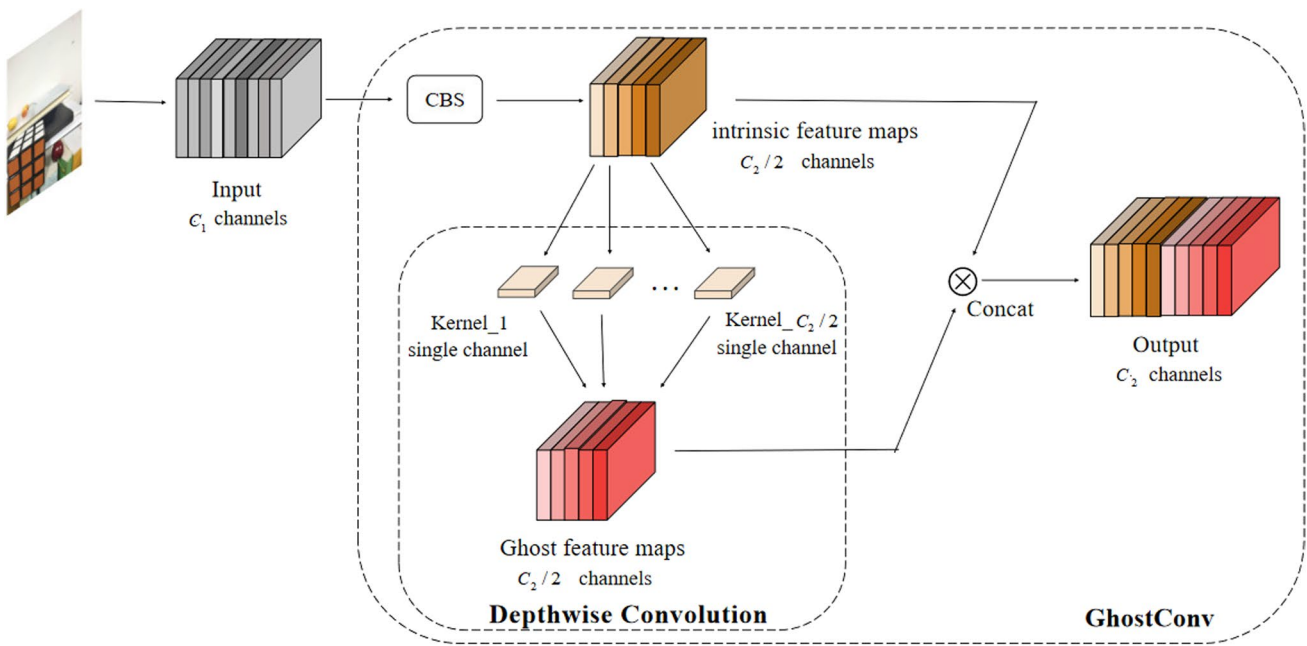 CBS
Input
C₁ channels
intrinsic feature maps
C₂/2 channels
Kernel_1
single channel
...
Kernel_C₂/2
single channel
Concat
Output
C₂ channels
Ghost feature maps
C₂/2 channels
Depthwise Convolution
GhostConv